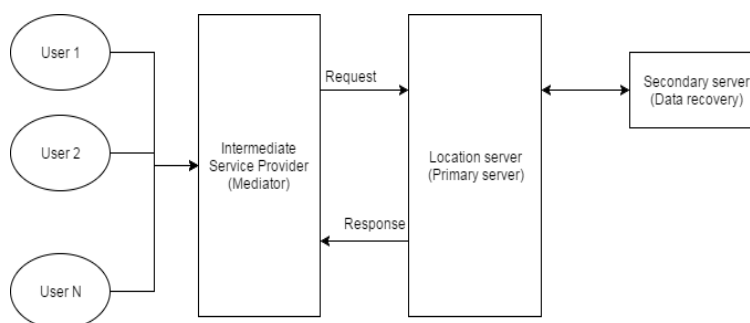 User 1
User 2
User N
Intermediate
Service Provider
(Mediator)
Request
Response
Location server
(Primary server)
Secondary server
(Data recovery)